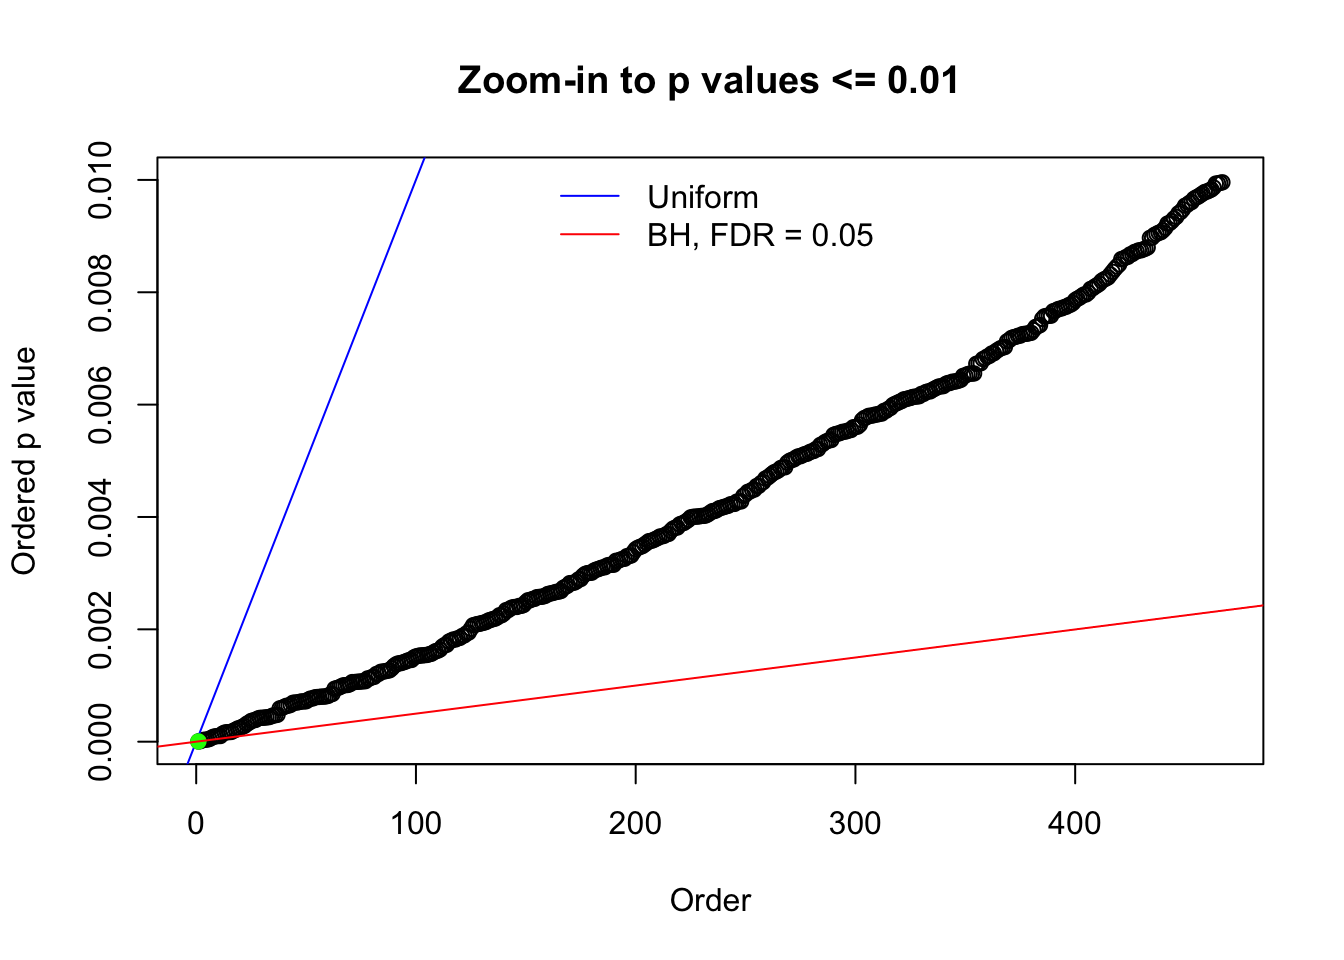 Zoom-in to p values <= 0.01
Uniform
BH, FDR = 0.05
Ordered p value
0.010
0.008
0.006
0.004
0.002
0.000
0 100 200 300 400
Order